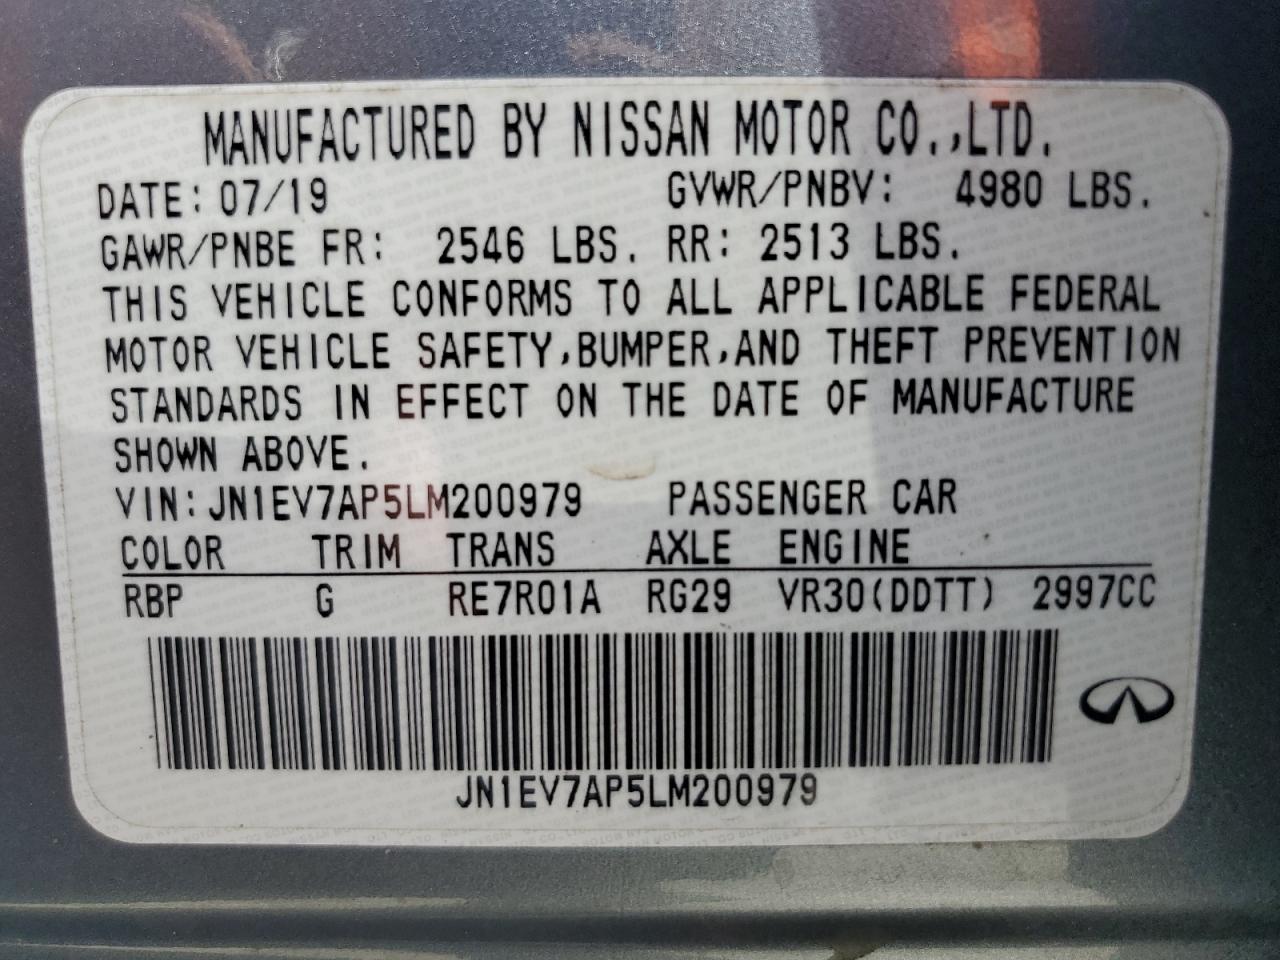 MANUFACTURED BY NISSAN MOTOR CO.,LTD.
DATE: 07/19 GVWR/PNBV: 4980 LBS.
GAWR/PNBE FR: 2546 LBS. RR: 2513 LBS.
THIS VEHICLE CONFORMS TO ALL APPLICABLE FEDERAL
MOTOR VEHICLE SAFETY,BUMPER,AND THEFT PREVENTION
STANDARDS IN EFFECT ON THE DATE OF MANUFACTURE
SHOWN ABOVE.
VIN:JN1EV7AP5LM200979 PASSENGER CAR
COLOR TRIM TRANS AXLE ENGINE
RBP G RE7R01A RG29 VR30(DDTT) 2997CC
JN1EV7AP5LM200979